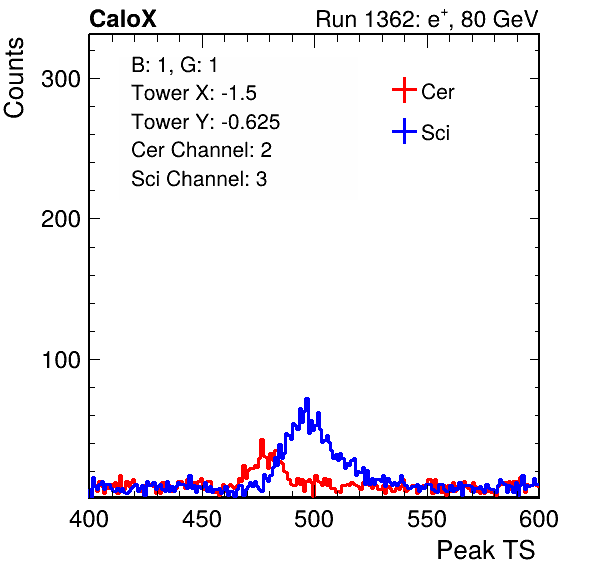 CaloX Run 1362: e⁺, 80 GeV
Counts
B: 1, G: 1
Tower X: -1.5
Tower Y: -0.625
Cer Channel: 2
Sci Channel: 3
Cer
Sci
300
200
100
400 450 500 550 600
Peak TS